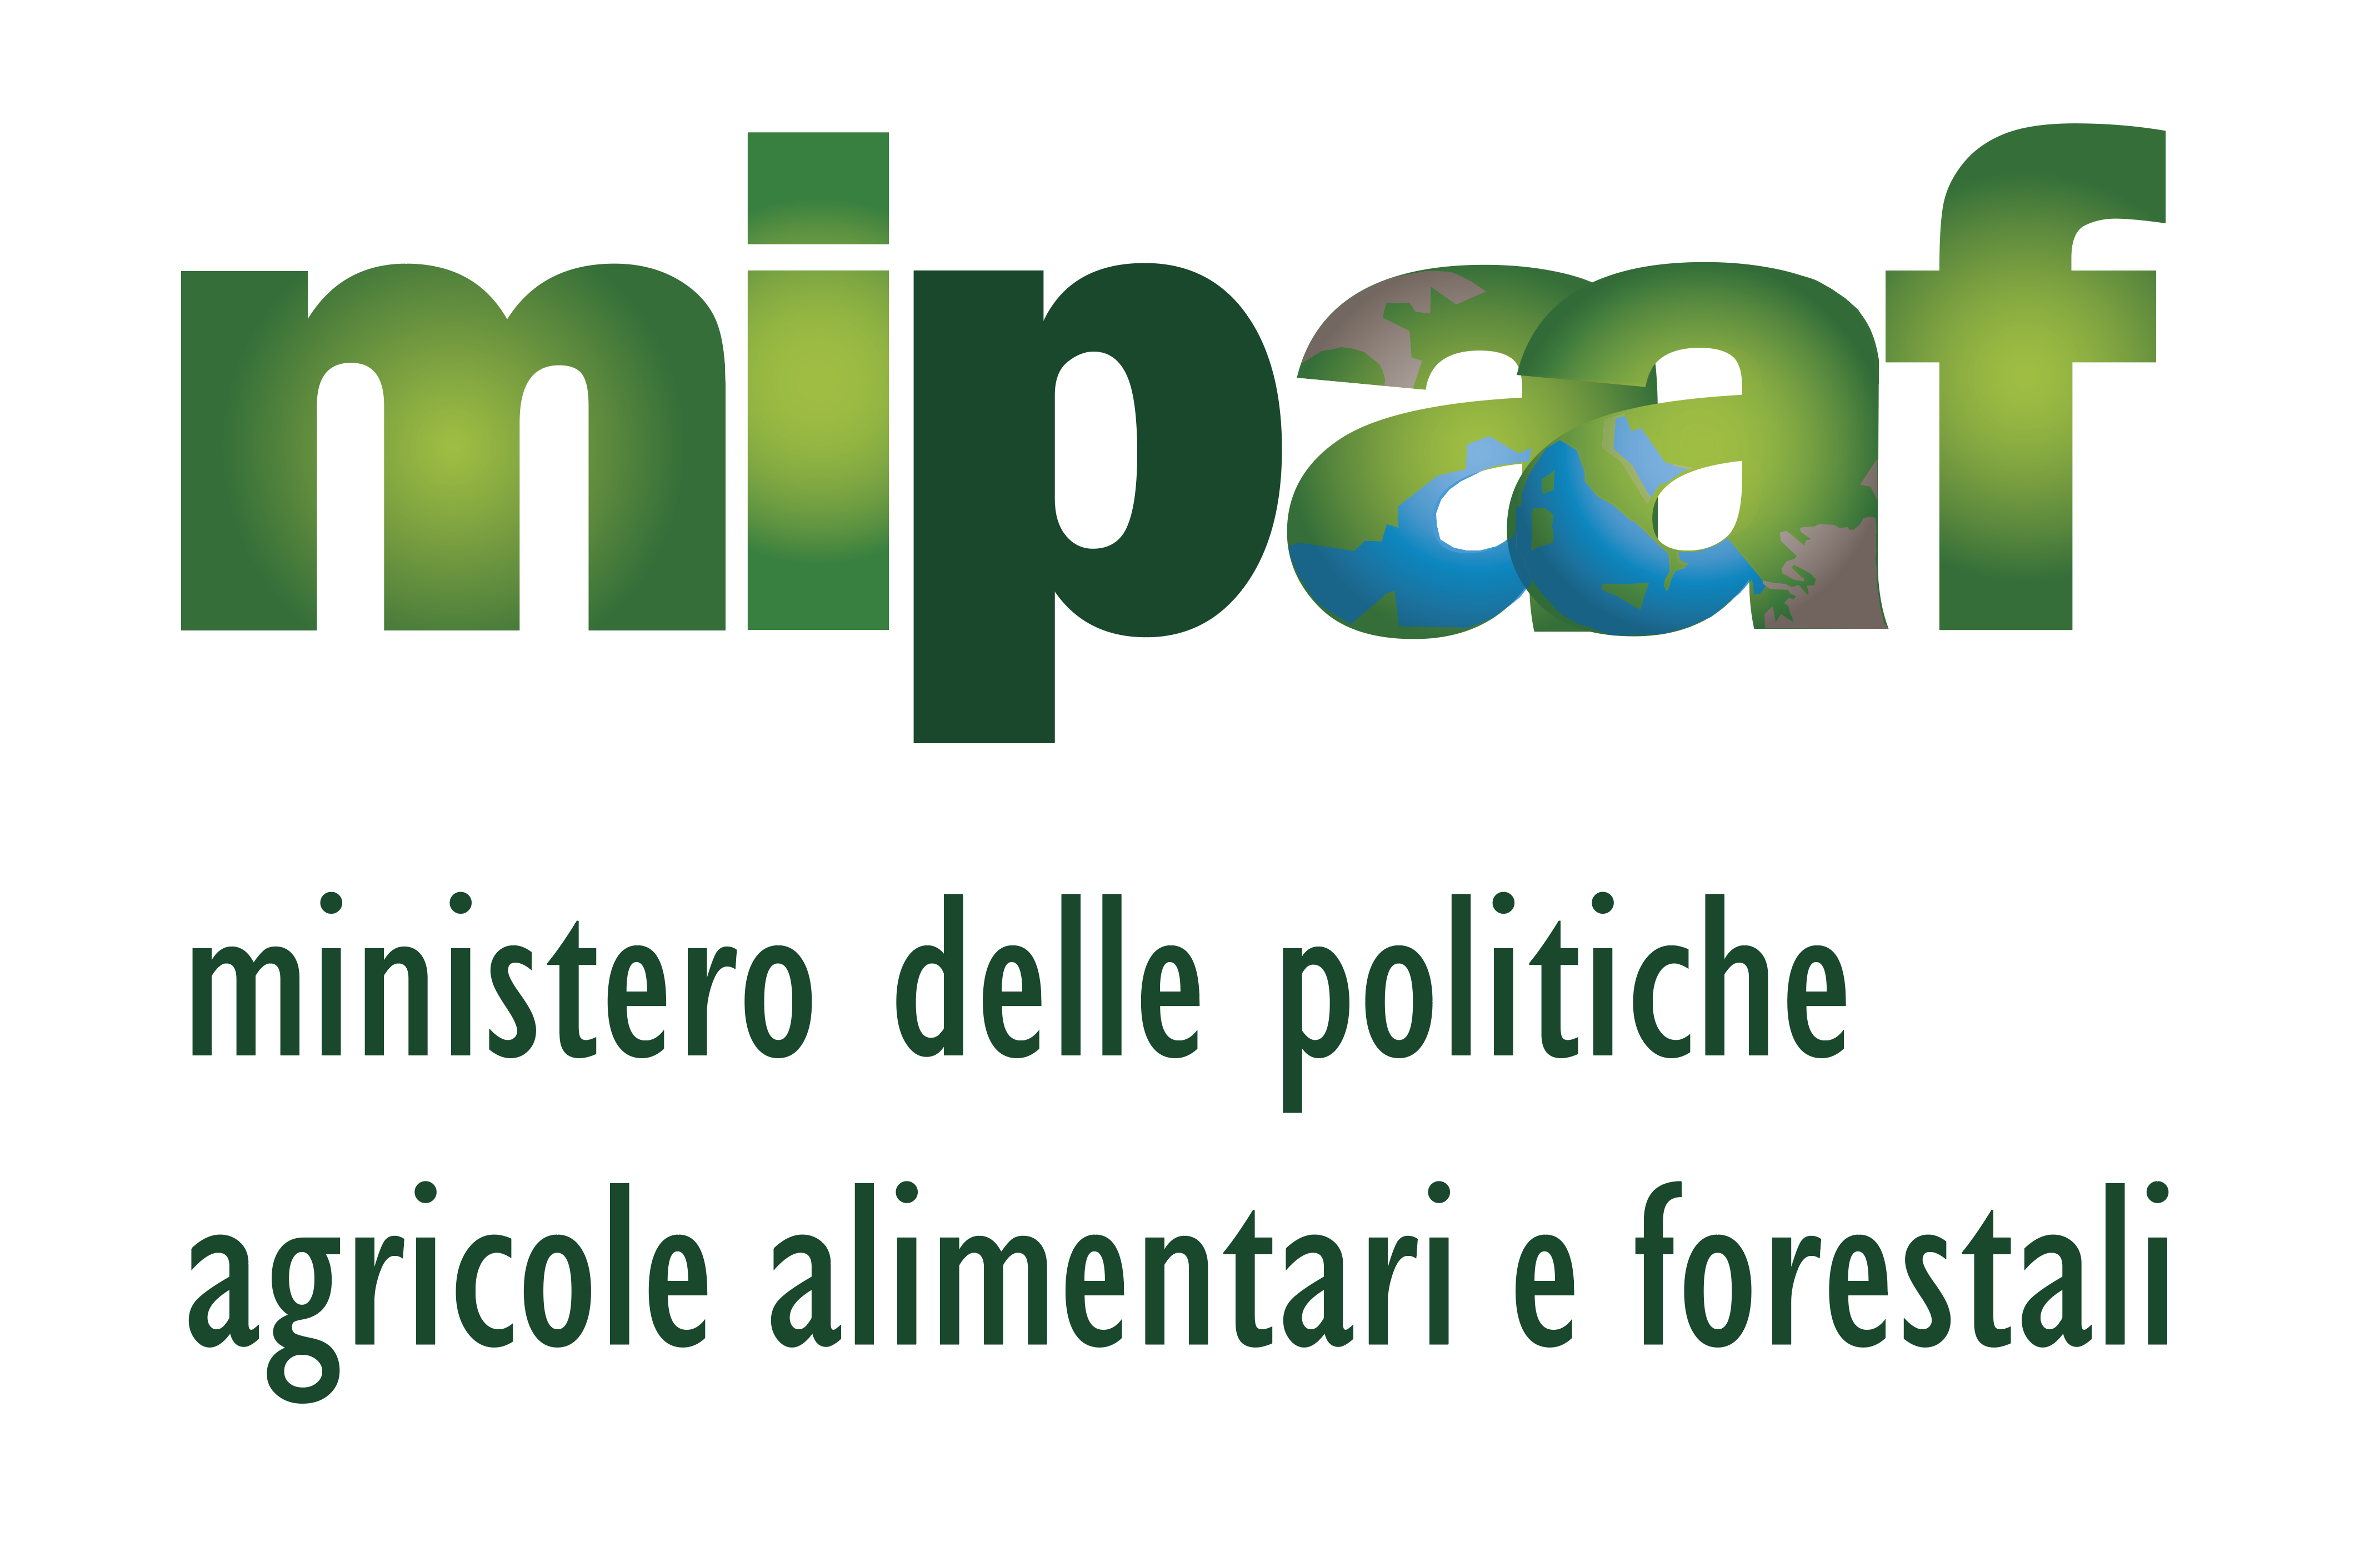 mipaaf
ministero delle politiche
agricole alimentari e forestali